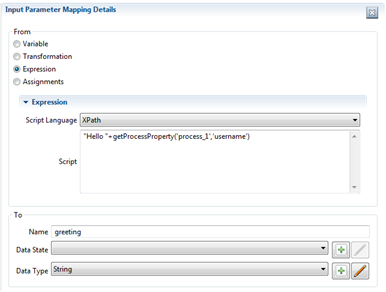 Input Parameter Mapping Details
From
Variable
Transformation
Expression
Assignments
Expression
Script Language XPath
"Hello "+getProcessProperty('process_1','username')
Script
To
Name greeting
Data State
Data Type String